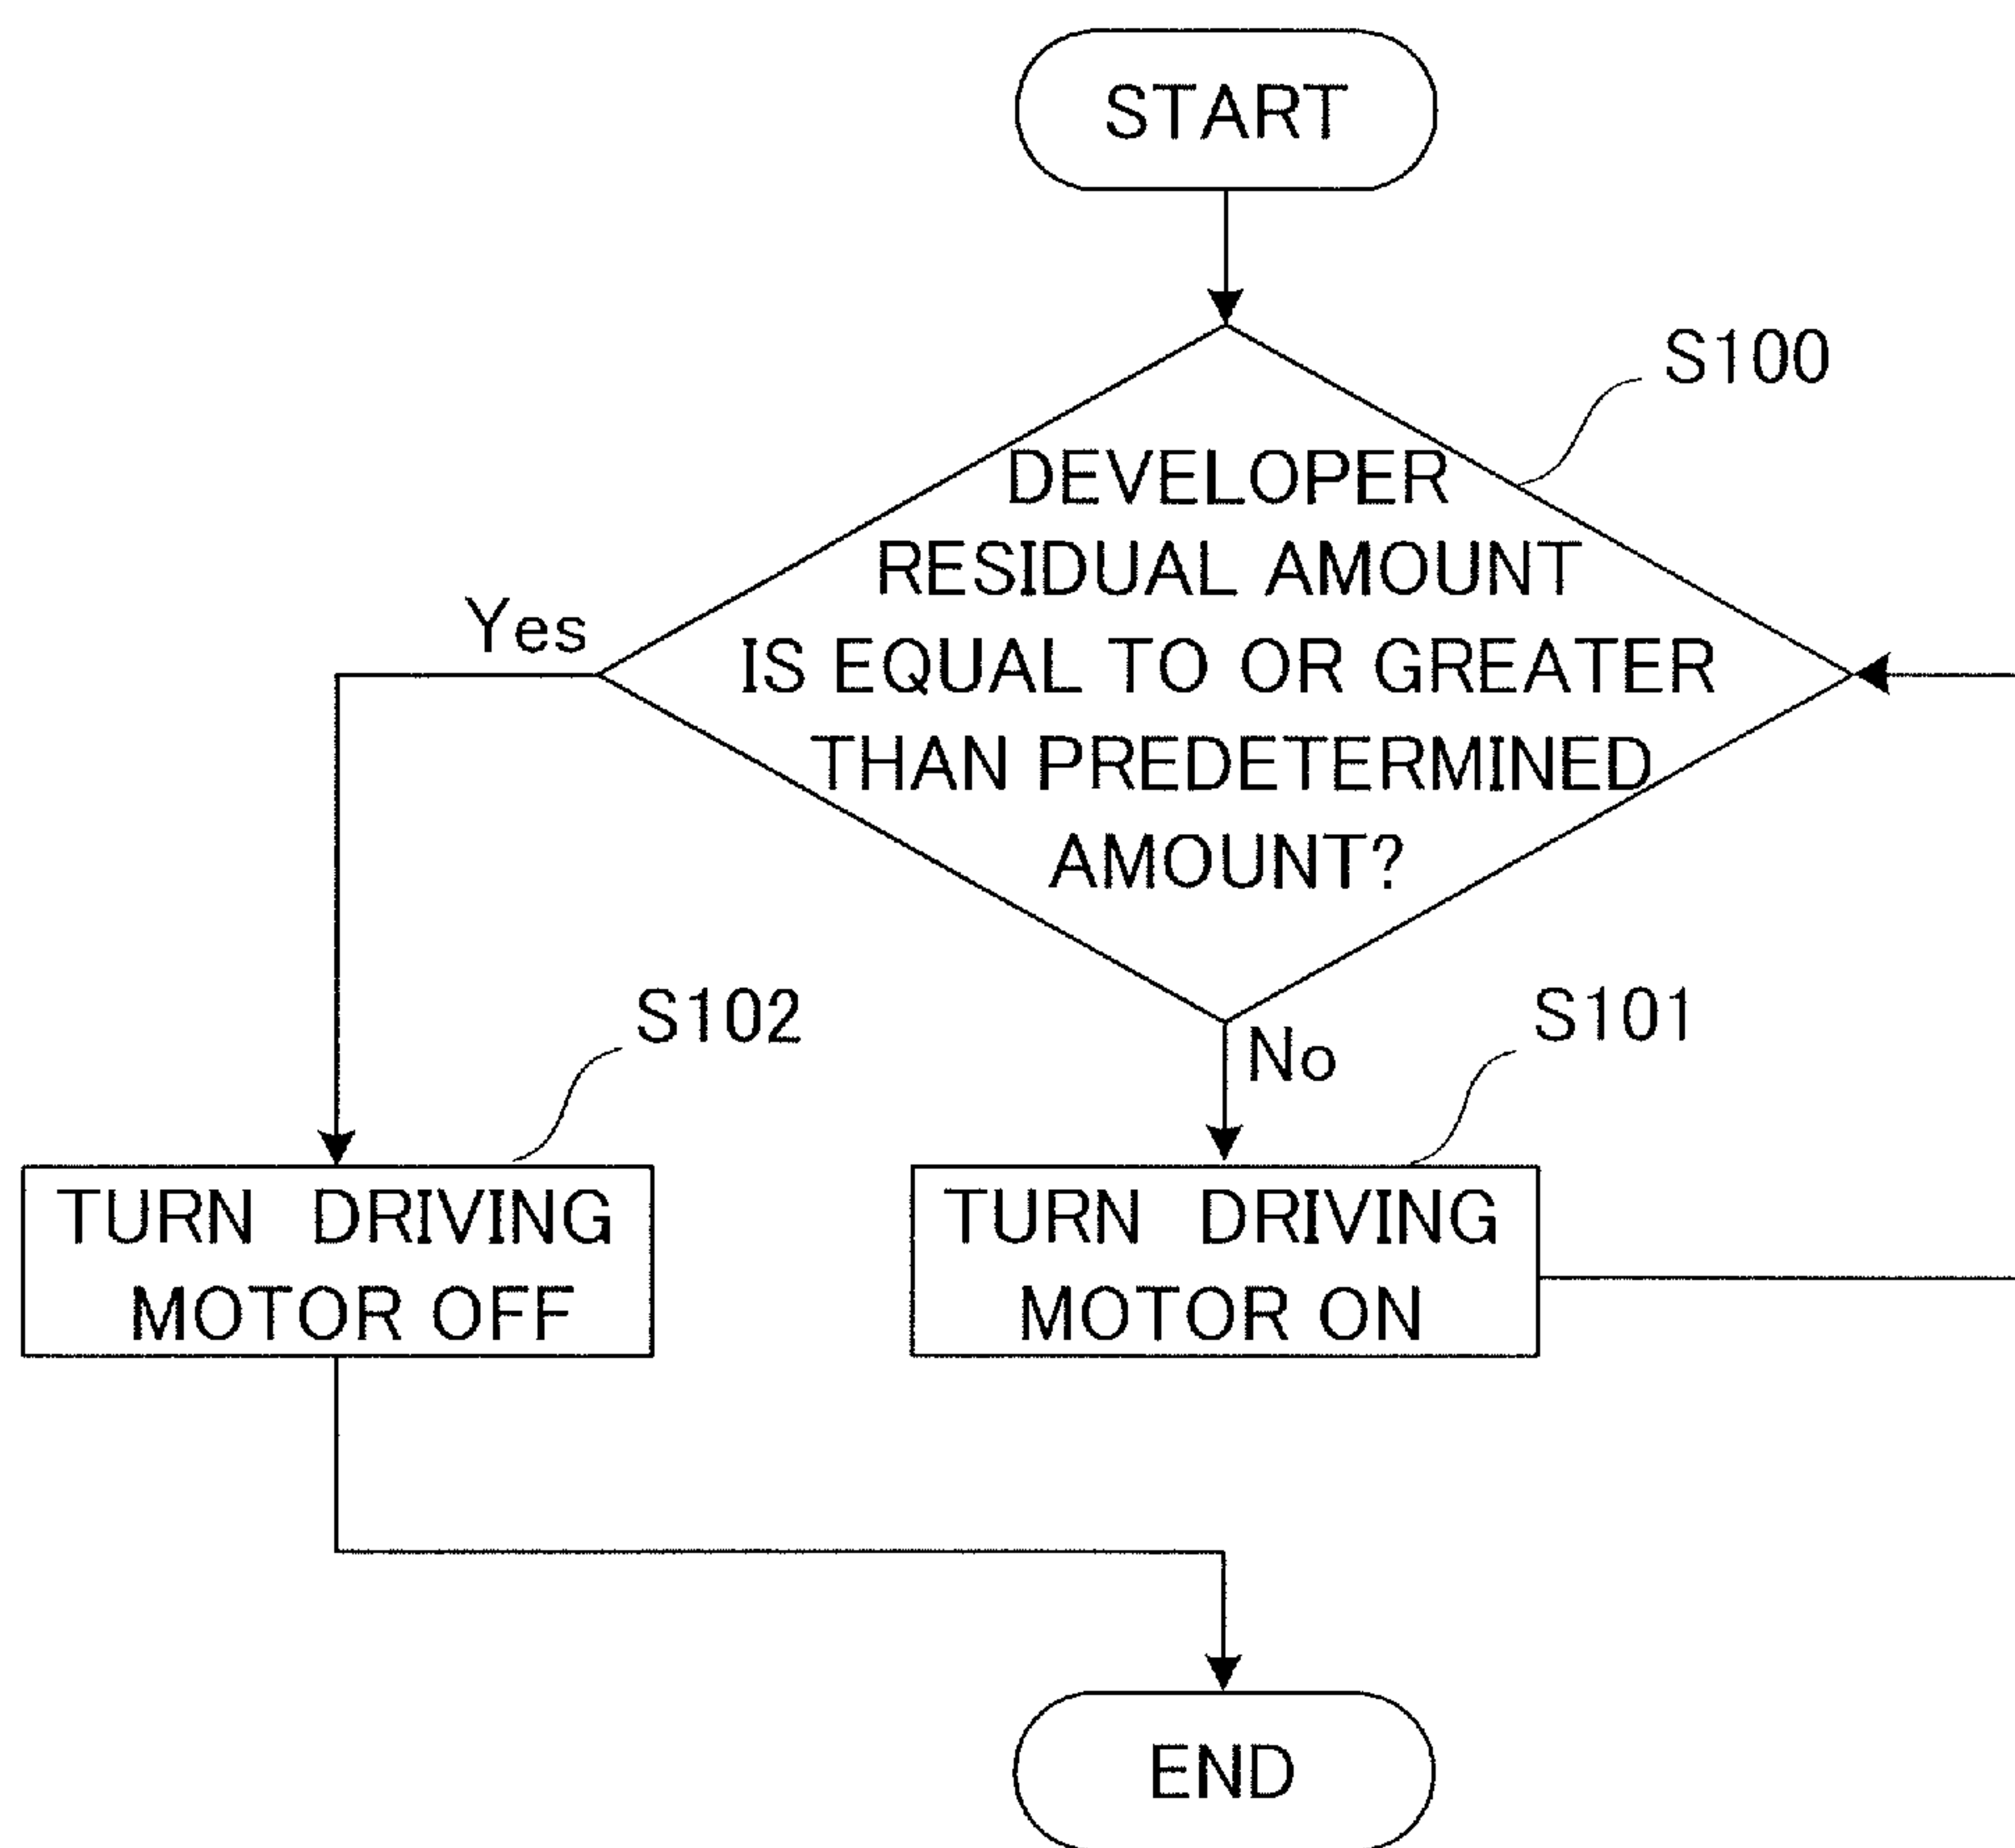 START
S100
DEVELOPER
RESIDUAL AMOUNT
IS EQUAL TO OR GREATER
THAN PREDETERMINED
AMOUNT?
Yes
No
S102
S101
TURN DRIVING
MOTOR OFF
TURN DRIVING
MOTOR ON
END